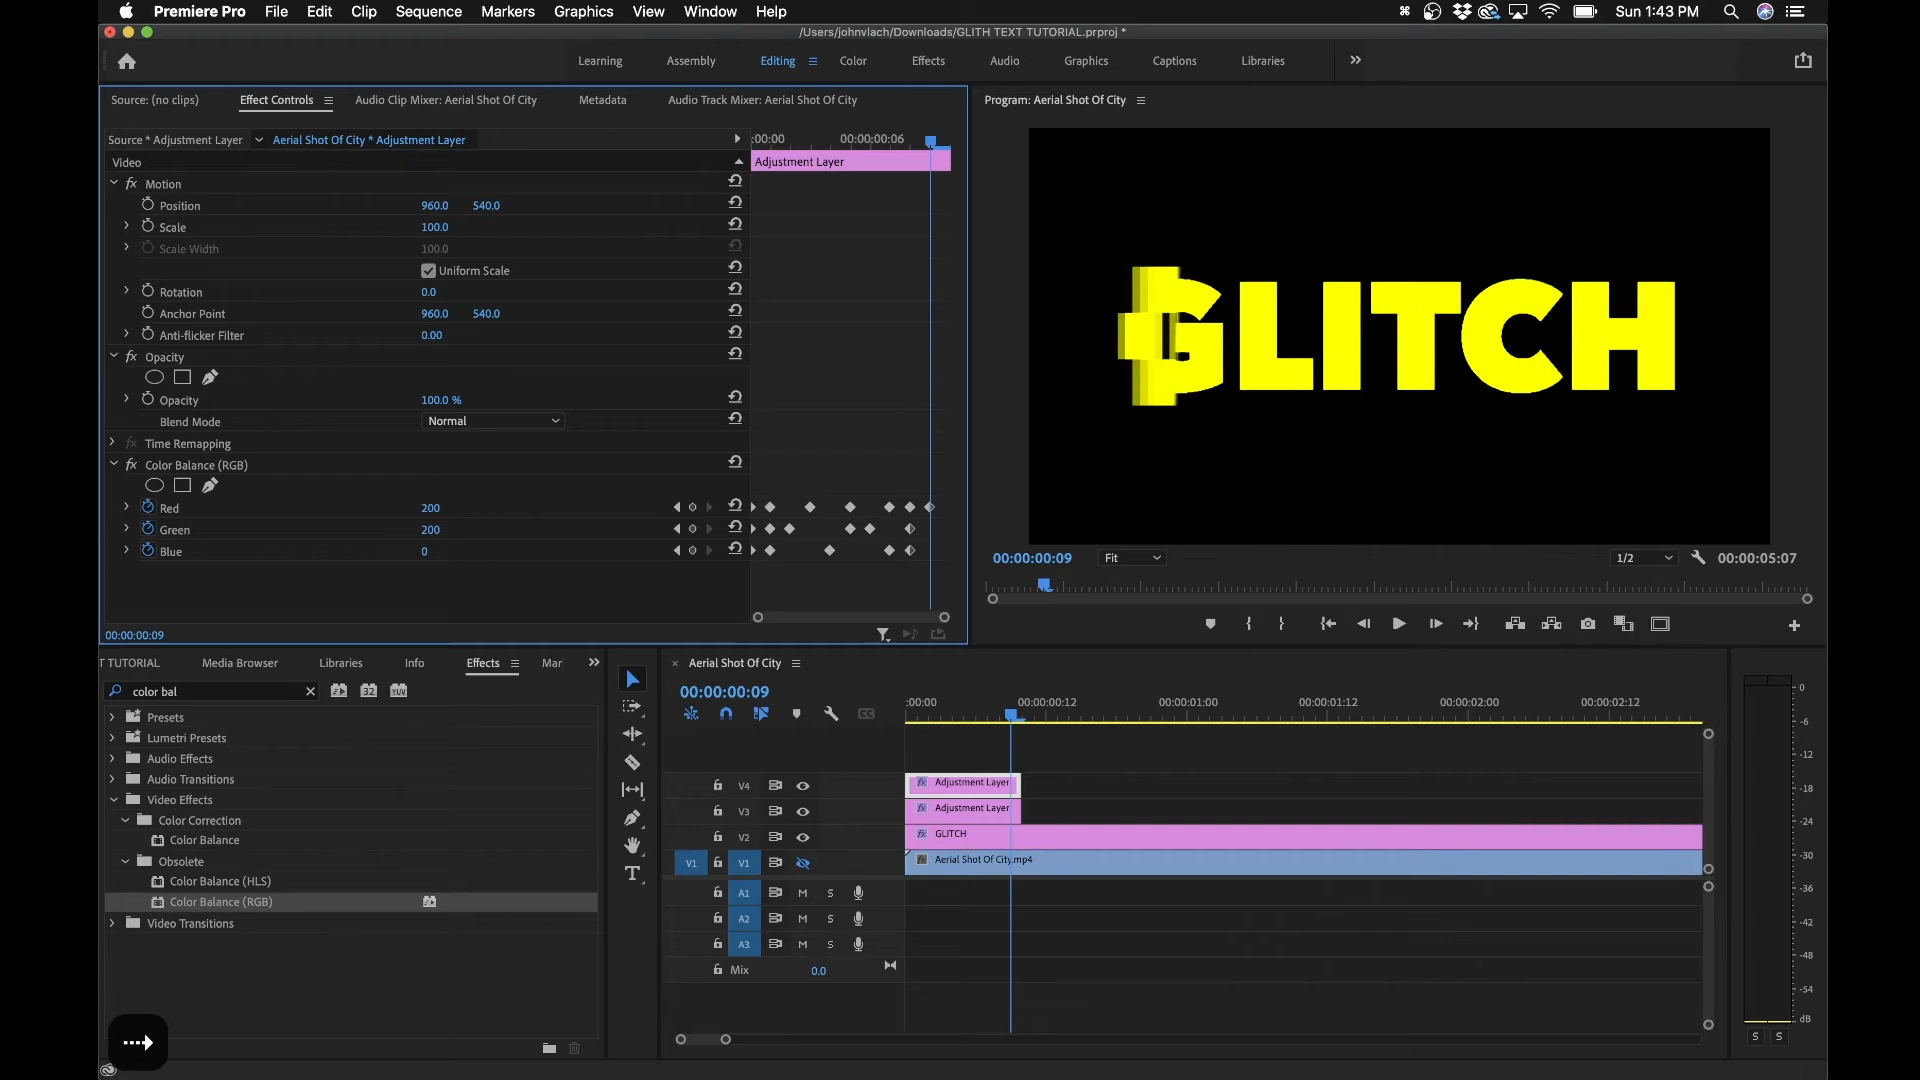 Premiere Pro File Edit Clip Sequence Markers Graphics View Window Help Sun 1:43 PM
/Users/johnvlach/Downloads/GLITH TEXT TUTORIAL.prproj *
Learning Assembly Editing Color Effects Audio Graphics Captions Libraries
Source: (no clips) Effect Controls Audio Clip Mixer: Aerial Shot Of City Metadata Audio Track Mixer: Aerial Shot Of City
Program: Aerial Shot Of City
Source * Adjustment Layer Aerial Shot Of City * Adjustment Layer :00:00 00:00:00:06
Video Adjustment Layer
fx Motion
Position 960.0 540.0
Scale 100.0
Scale Width 100.0
Uniform Scale
Rotation 0.0
Anchor Point 960.0 540.0
Anti-flicker Filter 0.00
fx Opacity
Opacity 100.0 %
Blend Mode Normal
fx Time Remapping
fx Color Balance (RGB)
Red 200
Green 200
Blue 0
00:00:00:09
GLITCH
00:00:00:09 Fit 1/2 00:00:05:07
T TUTORIAL Media Browser Libraries Info Effects Mar
color bal 32 YUV
Presets
Lumetri Presets
Audio Effects
Audio Transitions
Video Effects
Color Correction
Color Balance
Obsolete
Color Balance (HLS)
Color Balance (RGB)
Video Transitions
Aerial Shot Of City
00:00:00:09
:00:00 00:00:00:12 00:00:01:00 00:00:01:12 00:00:02:00 00:00:02:12
V4 fx Adjustment Layer
V3 fx Adjustment Layer
V2 fx GLITCH
V1 V1 fx Aerial Shot Of City.mp4
A1 M S
A2 M S
A3 M S
Mix 0.0
0
-6
-12
-18
-24
-30
-36
-42
-48
-54
dB
S S